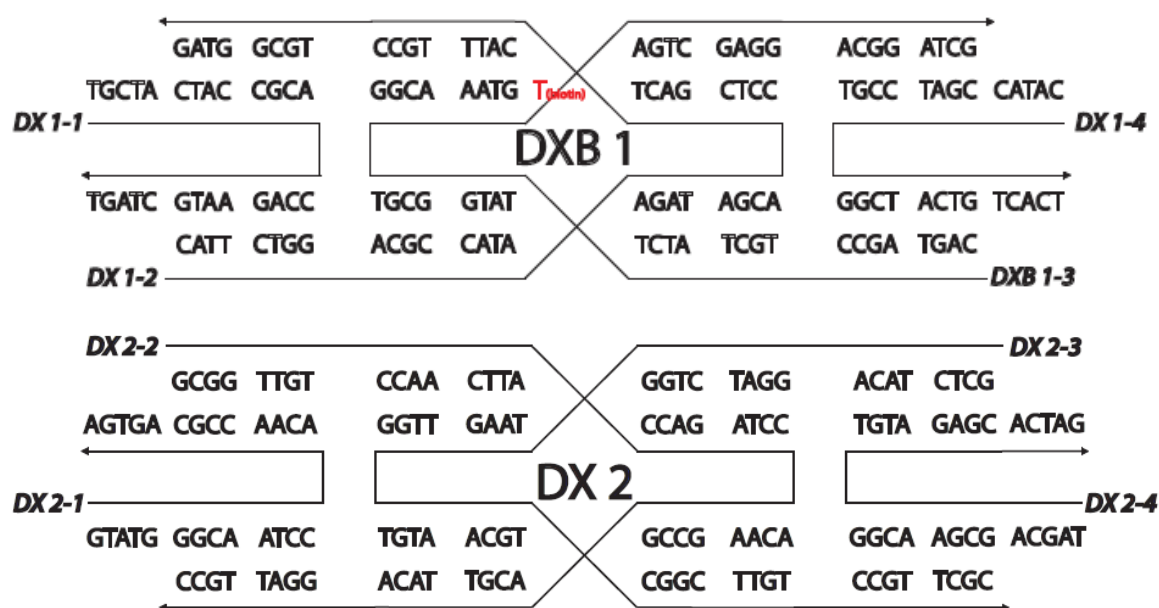 GATG GCGT CCGT TTAC AGTC GAGG ACGG ATCG
TGCTA CTAC CGCA GGCA AATG T(biotin) TCAG CTCC TGCC TAGC CATAC
DX 1-1 DXB 1 DX 1-4
TGATC GTAA GACC TGCG GTAT AGAT AGCA GGCT ACTG TCACT
CATT CTGG ACGC CATA TCTA TCGT CCGA TGAC
DX 1-2 DXB 1-3
DX 2-2 DX 2-3
GCGG TTGT CCAA CTTA GGTC TAGG ACAT CTCG
AGTGA CGCC AACA GGTT GAAT CCAG ATCC TGTA GAGC ACTAG
DX 2-1 DX 2 DX 2-4
GTATG GGCA ATCC TGTA ACGT GCCG AACA GGCA AGCG ACGAT
CCGT TAGG ACAT TGCA CGGC TTGT CCGT TCGC